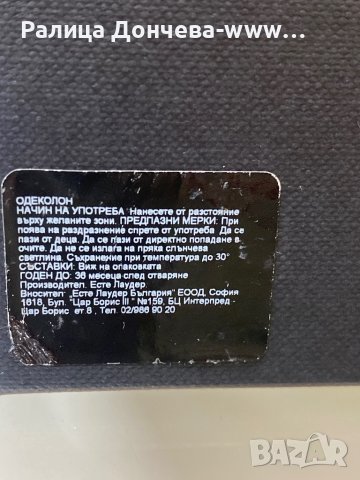 Ралица Дончева-www...
ОДЕКОЛОН
НАЧИН НА УПОТРЕБА: Нанесете от разстояние
върху желаните зони. ПРЕДПАЗНИ МЕРКИ: При
поява на раздразнение спрете от употреба. Да се
пази от деца. Да се пази от директно попадане в
очите. Да не се излага на пряка слънчева
светлина. Съхранение при температура до 30°
СЪСТАВКИ: Виж на опаковката
ГОДЕН ДО: 36 месеца след отваряне
Производител: Есте Лаудер.
Вносител: „Есте Лаудер България" ЕООД, София
1618, Бул. "Цар Борис III " №159, БЦ Интерпред -
Цар Борис ет 8 , Тел. 02/986 90 20
bazar